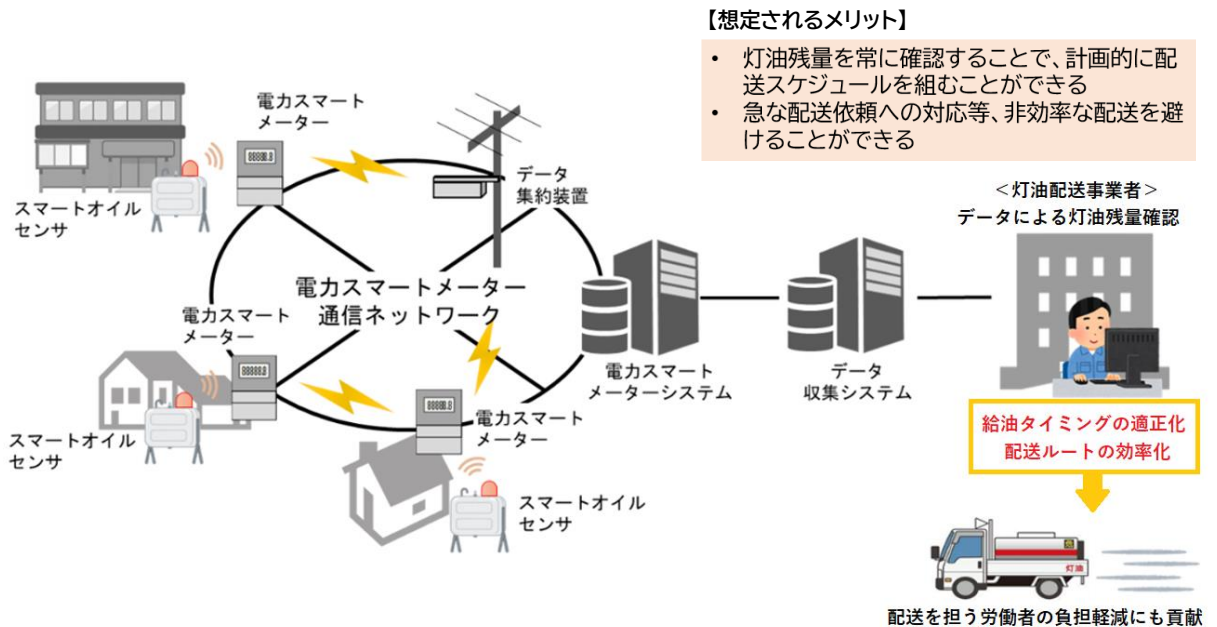 【想定されるメリット】
• 灯油残量を常に確認することで、計画的に配
送スケジュールを組むことができる
• 急な配送依頼への対応等、非効率な配送を避
けることができる
電力スマート
メーター
スマートオイル
センサ
データ
集約装置
電力スマートメーター
通信ネットワーク
電力スマート
メーター
スマートオイル
センサ
電力スマート
メーター
スマートオイル
センサ
電力スマート
メーターシステム
データ
収集システム
＜灯油配送事業者＞
データによる灯油残量確認
給油タイミングの適正化
配送ルートの効率化
灯油
配送を担う労働者の負担軽減にも貢献